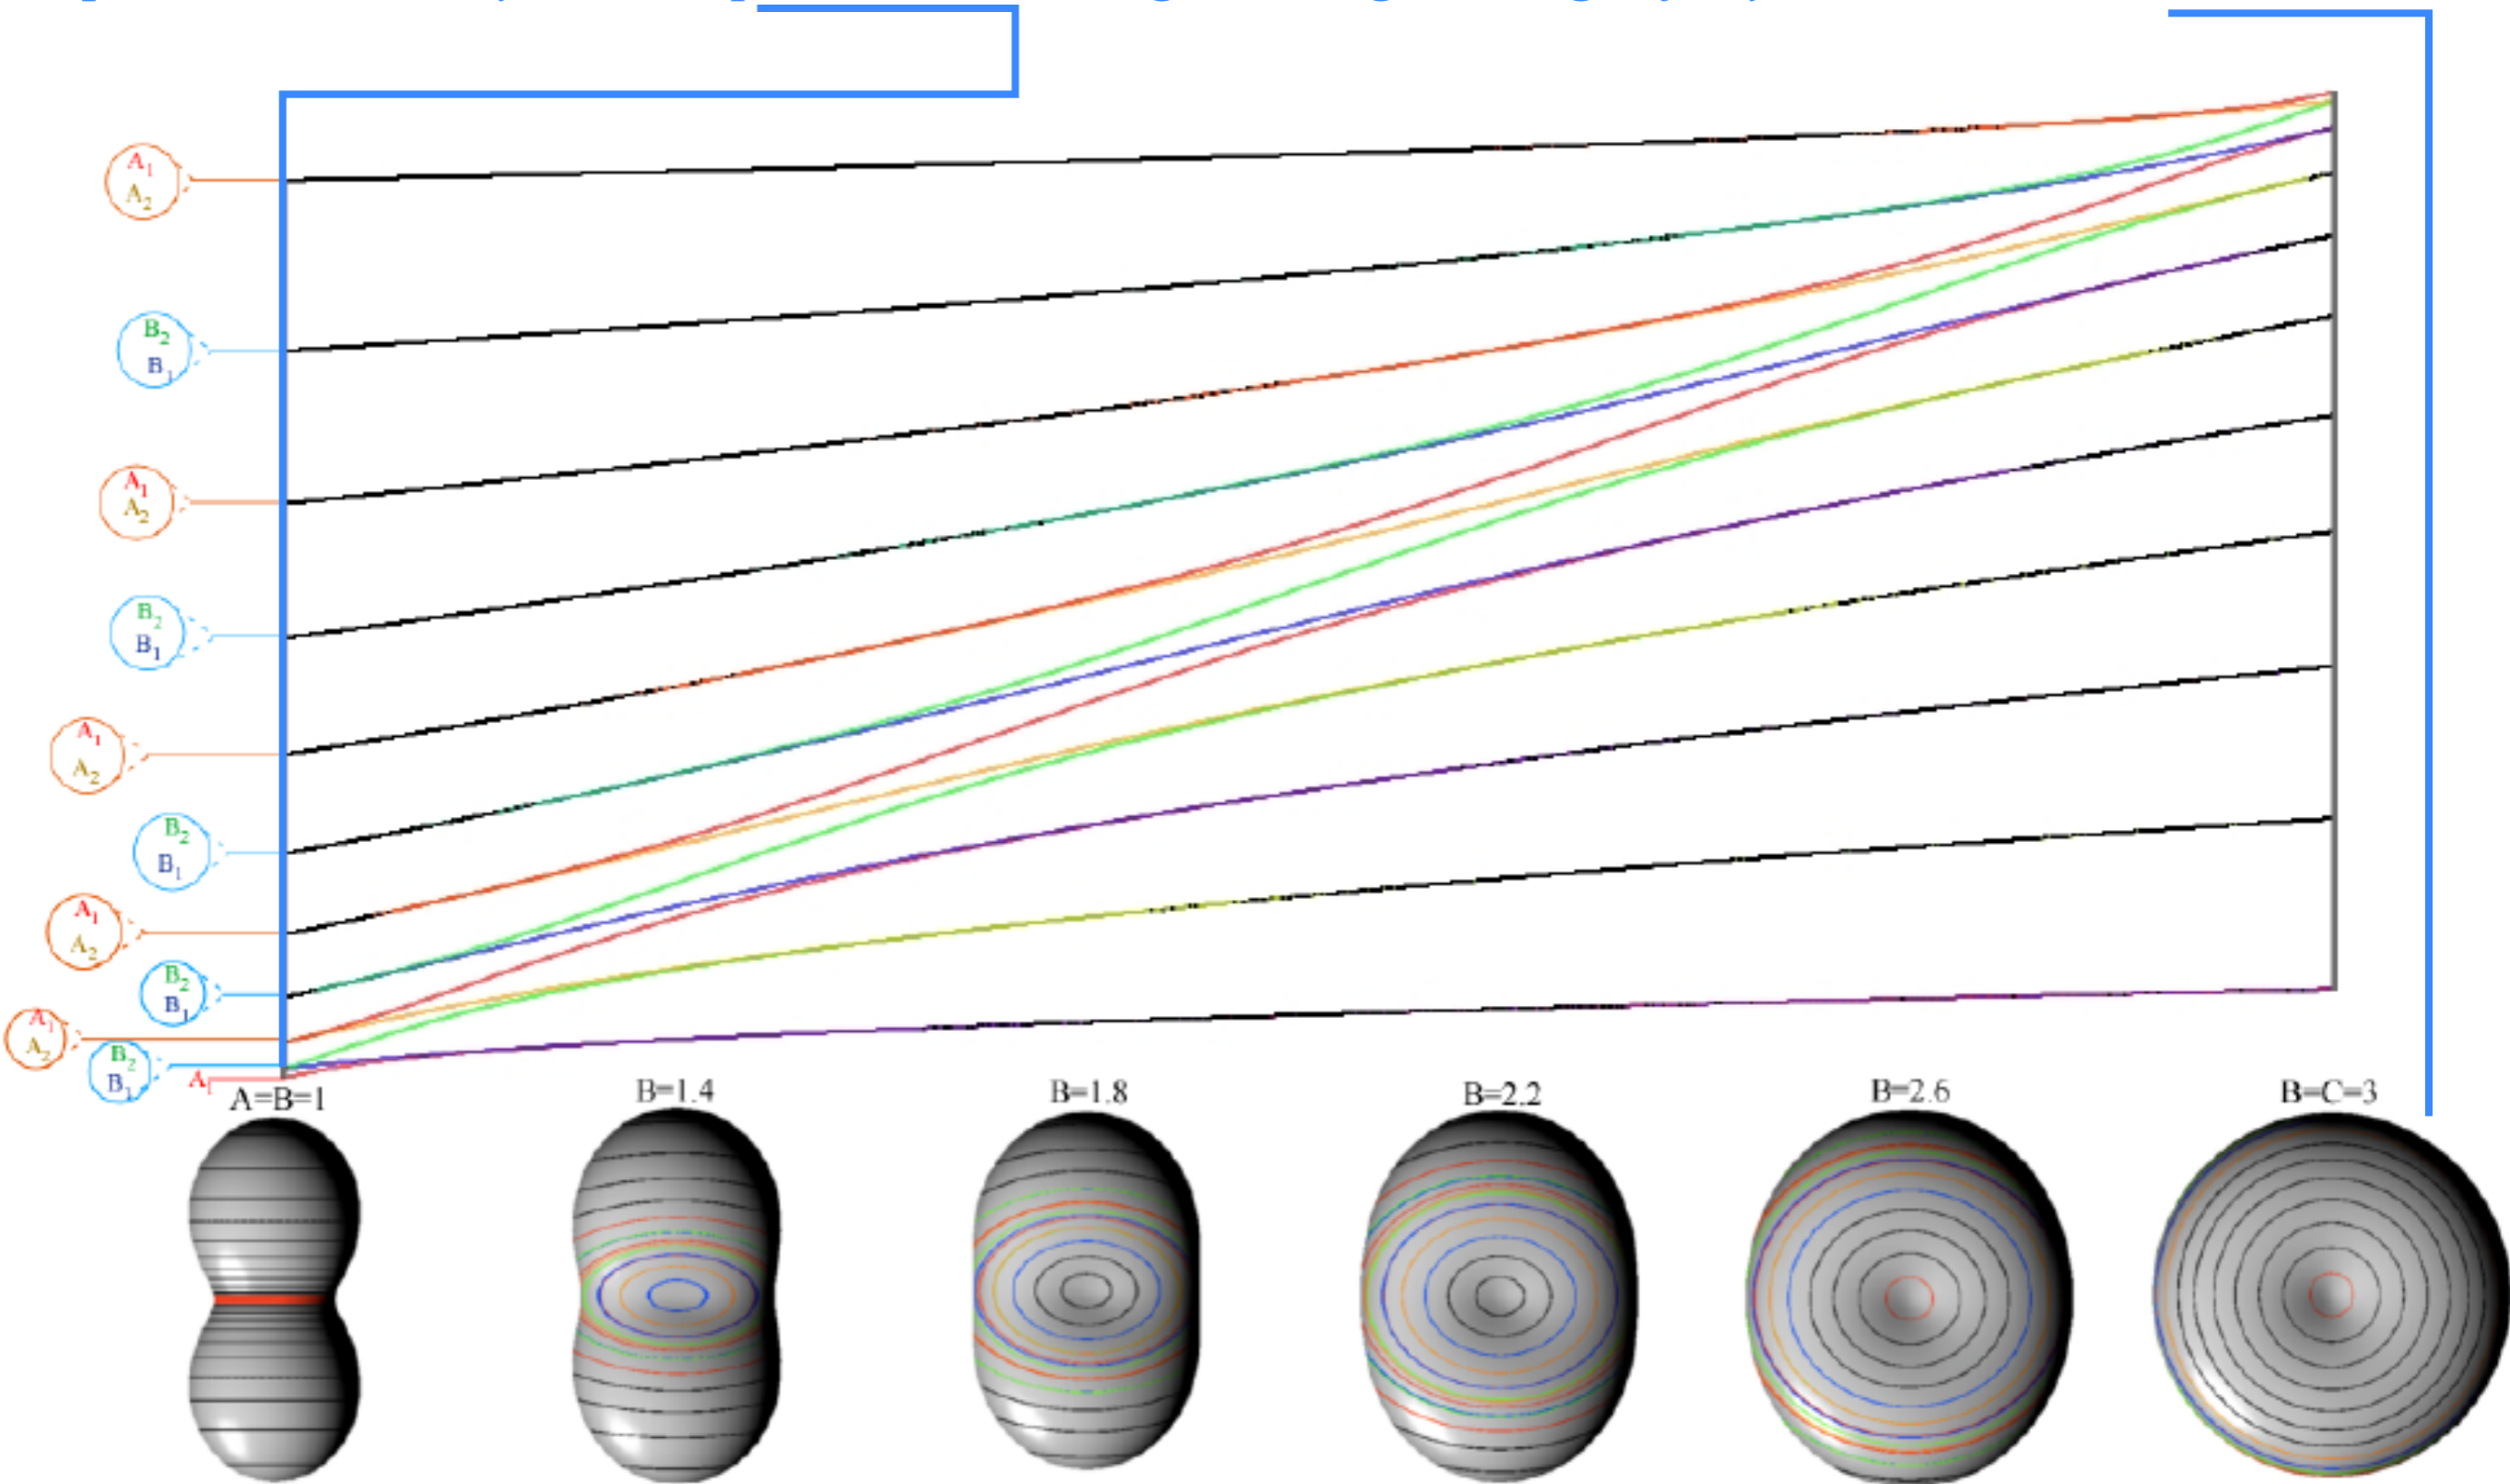 A₁
A₂
B₂
B₁
A₁
A₂
B₂
B₁
A₁
A₂
B₂
B₁
A₁
A₂
B₂
B₁
A₁
A₂
B₂
B₁
A₁
A=B=1
B=1.4
B=1.8
B=2.2
B=2.6
B=C=3